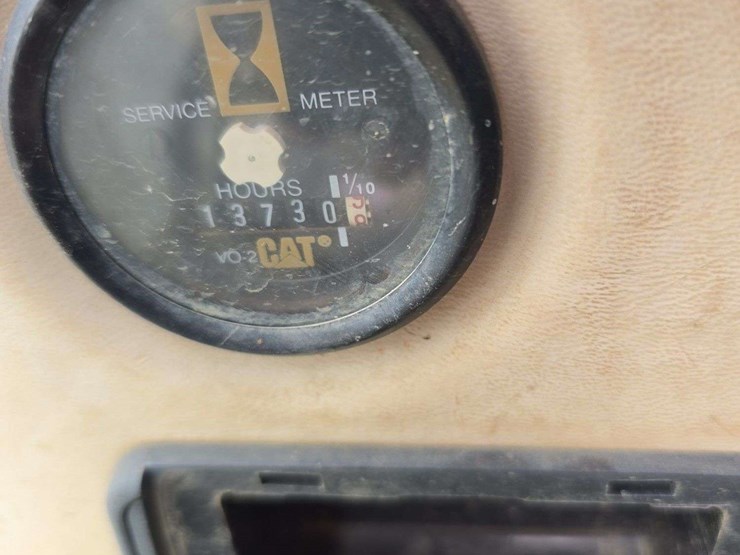 SERVICE METER
HOURS 1/10
13730
VO-2 CAT®